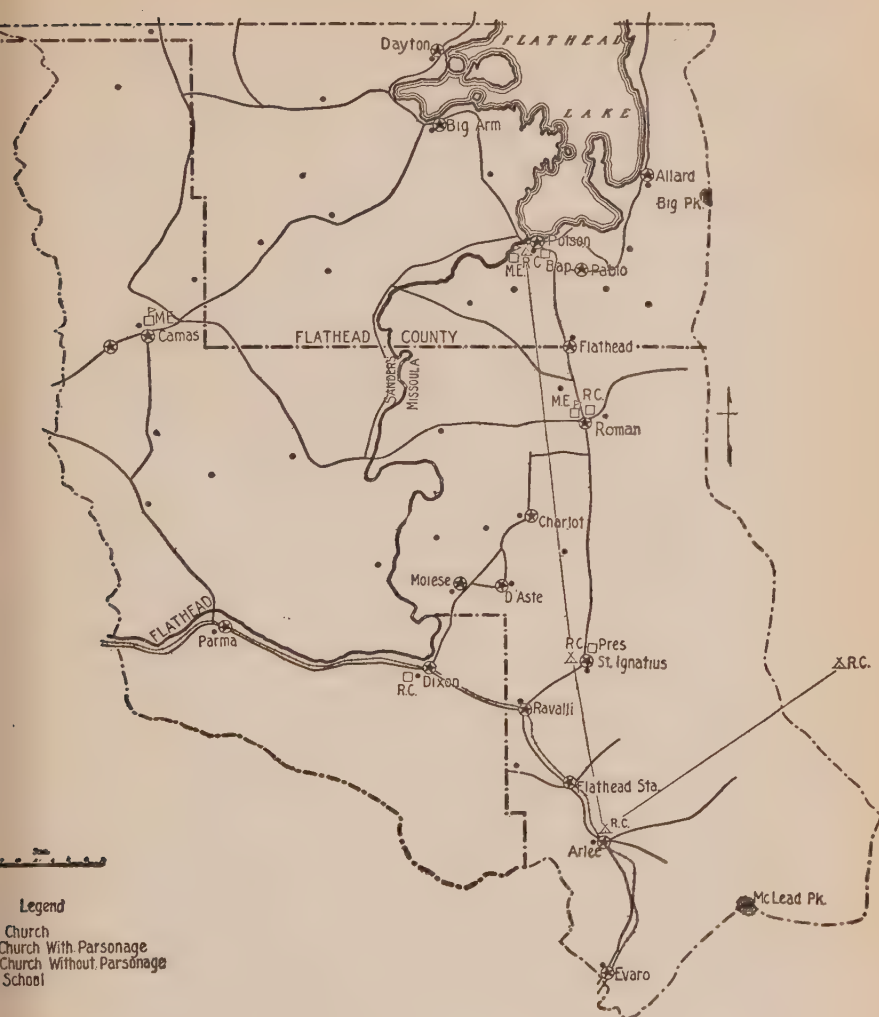 Dayton
FLATHEAD
LAKE
Big Arm
Allard
Big Pk.
Polson
M.E. R.C. Bap
Pablo
M.E.
Camas
FLATHEAD COUNTY
Flathead
SANDERS
MISSOULA
M.E. R.C.
Roman
Charlot
Moiese
D'Aste
FLATHEAD
Parma
R.C. Pres
St. Ignatius
R.C.
Dixon
R.C.
Ravalli
Flathead Sta.
R.C.
Arlee
McLead Pk.
Evaro
Legend
Church
Church With Parsonage
Church Without Parsonage
School